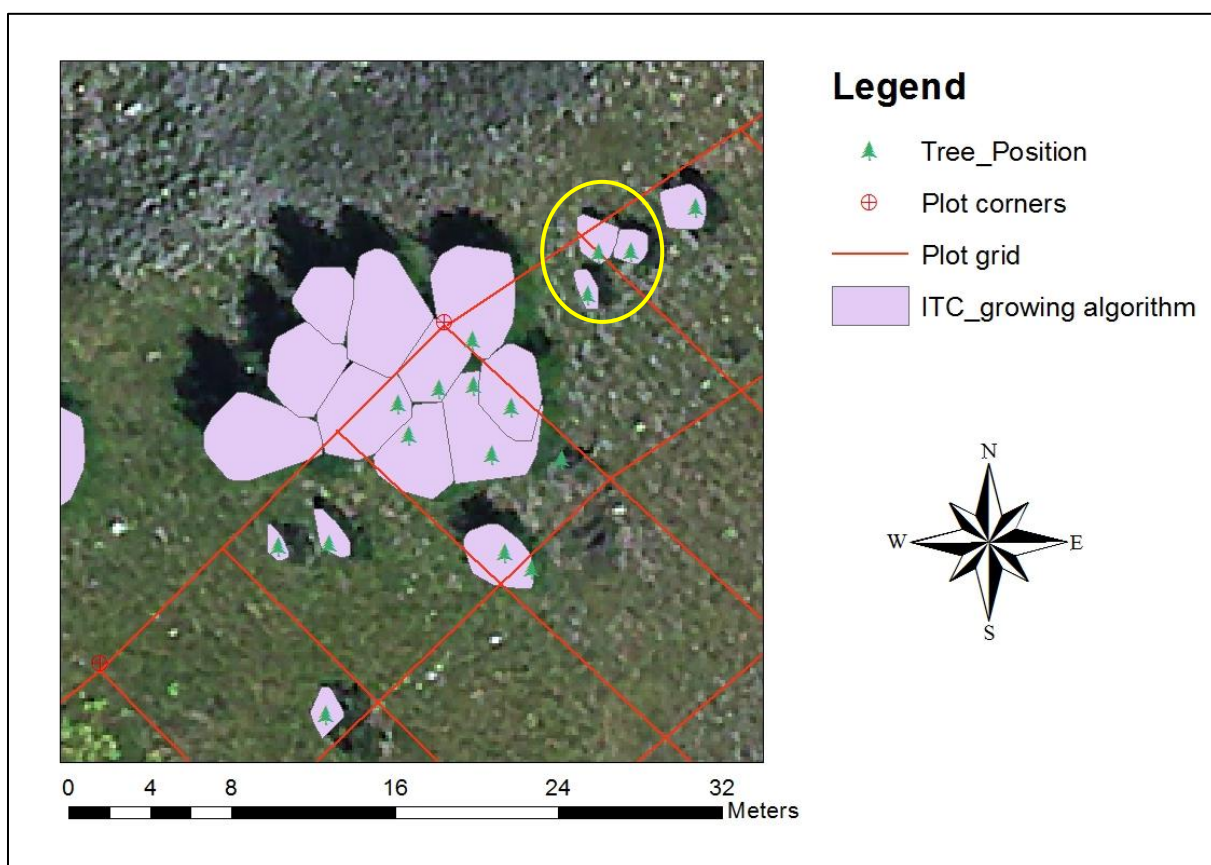 Legend
Tree_Position
Plot corners
Plot grid
ITC_growing algorithm
N
W E
S
0 4 8 16 24 32
Meters